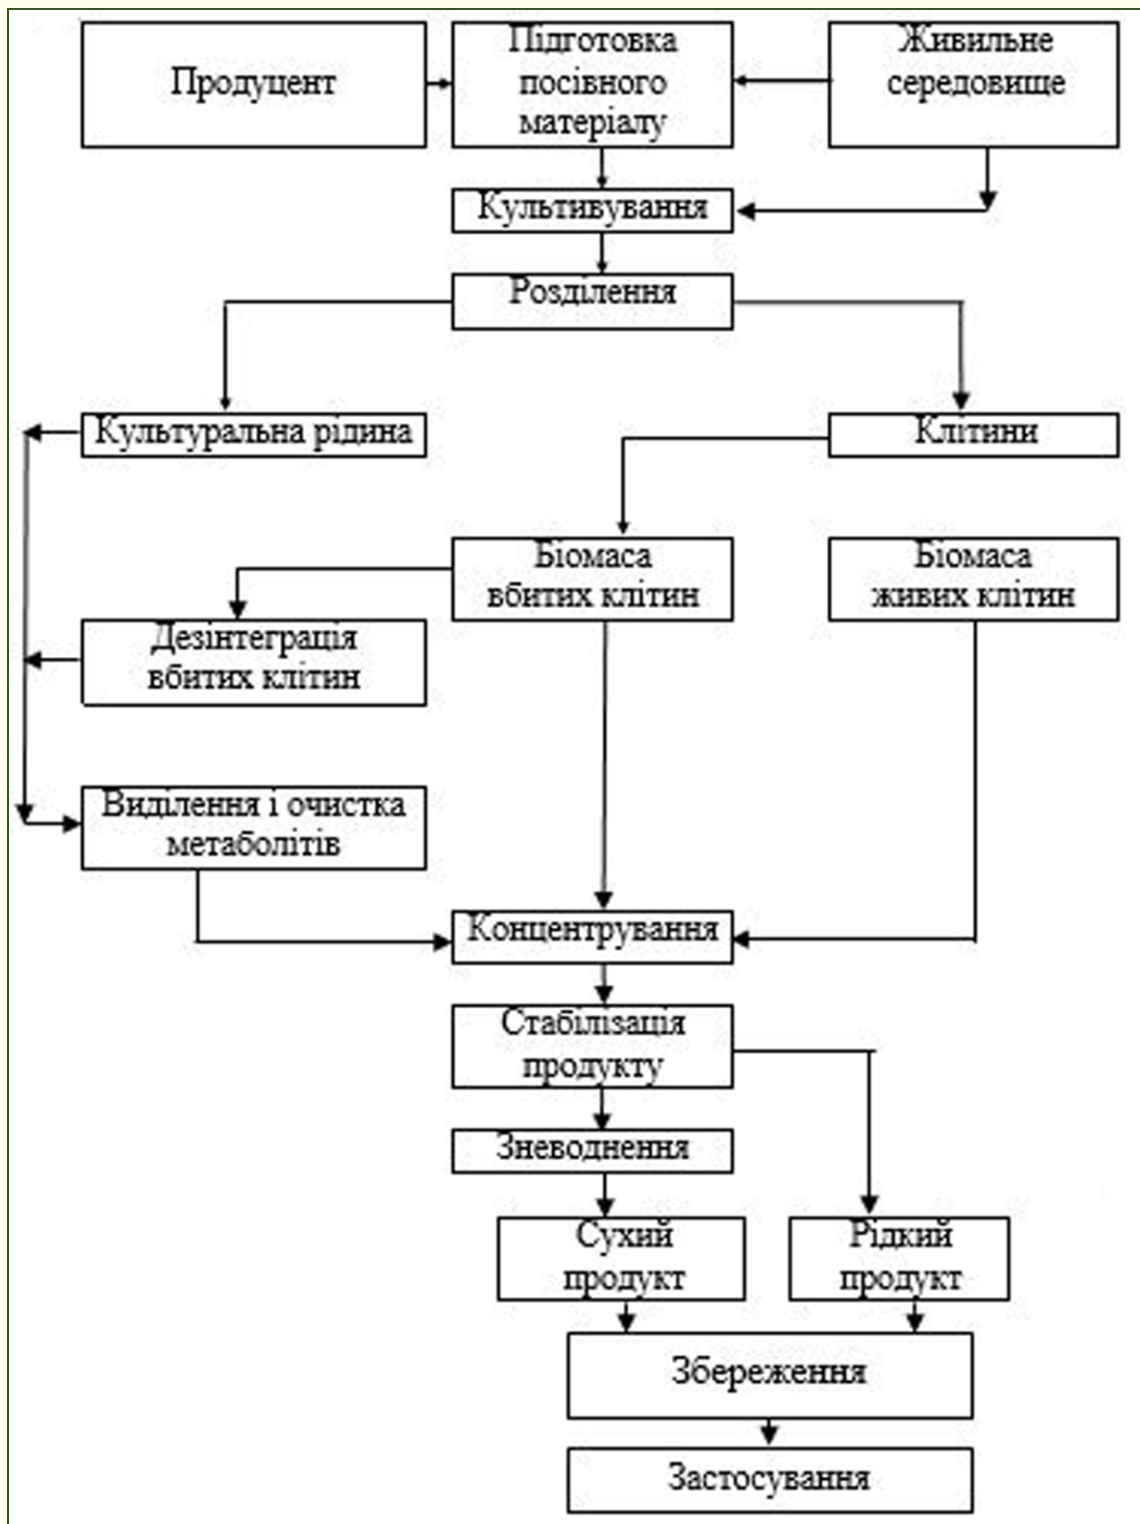 Продуцент
Підготовка
посівного
матеріалу
Живильне
середовище
Культивування
Розділення
Культуральна рідина
Клітини
Біомаса
вбитих клітин
Біомаса
живих клітин
Дезінтеграція
вбитих клітин
Виділення і очистка
метаболітів
Концентрування
Стабілізація
продукту
Зневоднення
Сухий
продукт
Рідкий
продукт
Збереження
Застосування